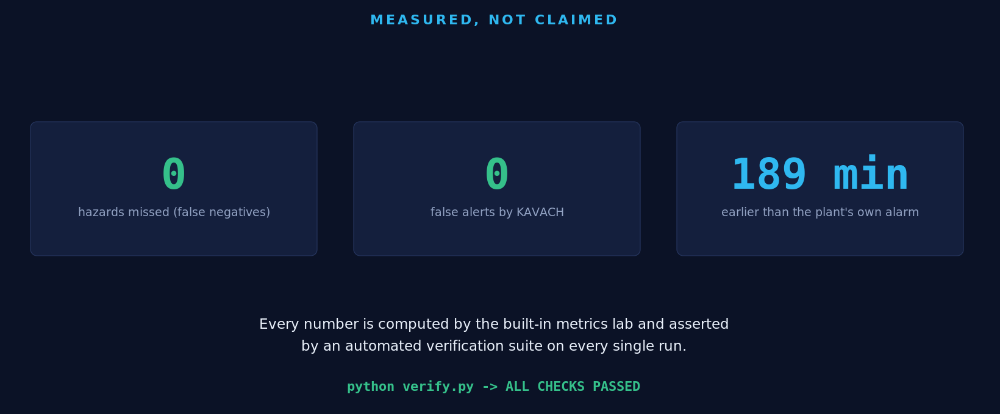 MEASURED, NOT CLAIMED
0
hazards missed (false negatives)
0
false alerts by KAVACH
189 min
earlier than the plant's own alarm
Every number is computed by the built-in metrics lab and asserted
by an automated verification suite on every single run.
python verify.py -> ALL CHECKS PASSED